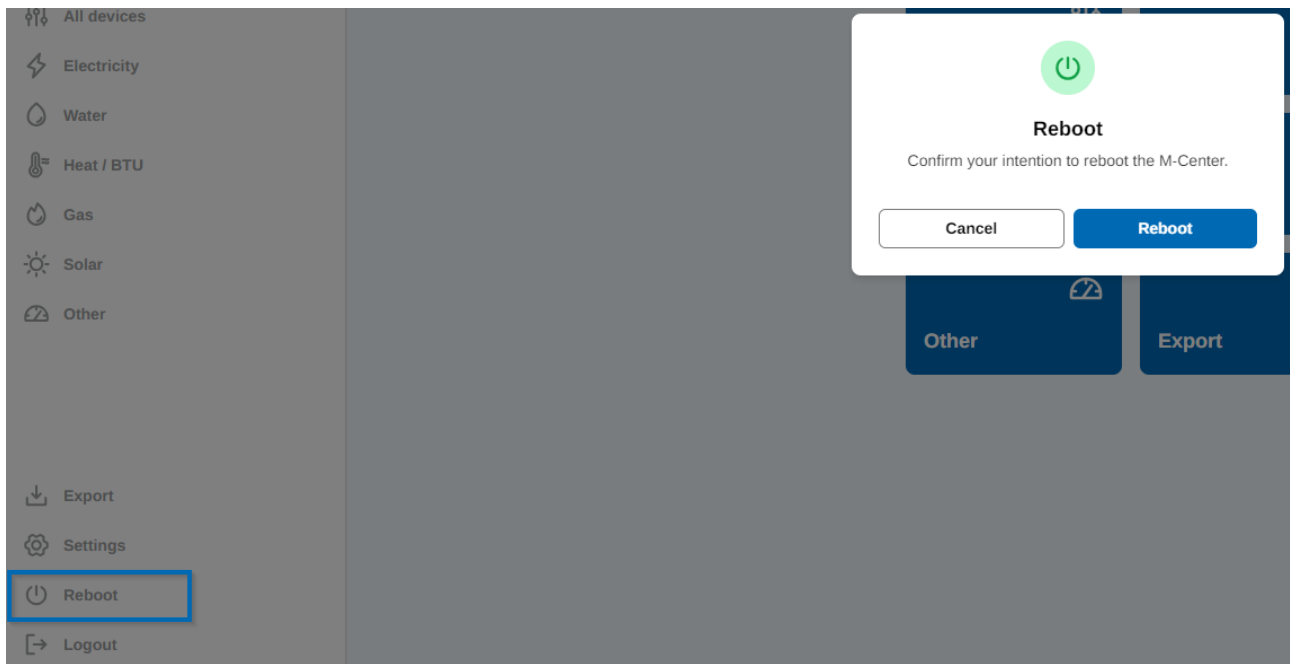 All devices
Electricity
Water
Heat / BTU
Gas
Solar
Other
Export
Settings
Reboot
Logout
Reboot
Confirm your intention to reboot the M-Center.
Cancel
Reboot
Other
Export